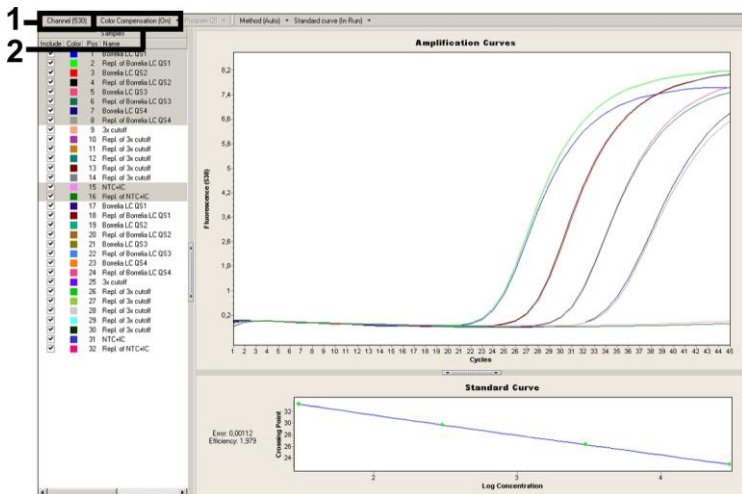 1 Channel (530) Color Compensation (On) Program (2) Method (Auto) Standard curve (In Run)
2 Samples
Include Color Pos Name
1 Borrelia LC QS1
2 Repl. of Borrelia LC QS1
3 Borrelia LC QS2
4 Repl. of Borrelia LC QS2
5 Borrelia LC QS3
6 Repl. of Borrelia LC QS3
7 Borrelia LC QS4
8 Repl. of Borrelia LC QS4
9 3x cutoff
10 Repl. of 3x cutoff
11 Repl. of 3x cutoff
12 Repl. of 3x cutoff
13 Repl. of 3x cutoff
14 Repl. of 3x cutoff
15 NTC+IC
16 Repl. of NTC+IC
17 Borrelia LC QS1
18 Repl. of Borrelia LC QS1
19 Borrelia LC QS2
20 Repl. of Borrelia LC QS2
21 Borrelia LC QS3
22 Repl. of Borrelia LC QS3
23 Borrelia LC QS4
24 Repl. of Borrelia LC QS4
25 3x cutoff
26 Repl. of 3x cutoff
27 Repl. of 3x cutoff
28 Repl. of 3x cutoff
29 Repl. of 3x cutoff
30 Repl. of 3x cutoff
31 NTC+IC
32 Repl. of NTC+IC
Amplification Curves
Fluorescence (530)
8,2
7,4
6,6
5,8
5
4,2
3,4
2,6
1,8
1
0,2
1 2 3 4 5 6 7 8 9 10 11 12 13 14 15 16 17 18 19 20 21 22 23 24 25 26 27 28 29 30 31 32 33 34 35 36 37 38 39 40 41 42 43 44 45
Cycles
Standard Curve
Error: 0,00112
Efficiency: 1,979
Crossing Point
32
30
28
26
24
2 3 4
Log Concentration